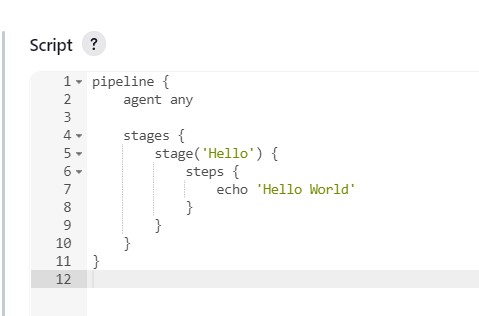 Script ?
1 pipeline {
2     agent any
3
4     stages {
5         stage('Hello') {
6             steps {
7                 echo 'Hello World'
8             }
9         }
10     }
11 }
12